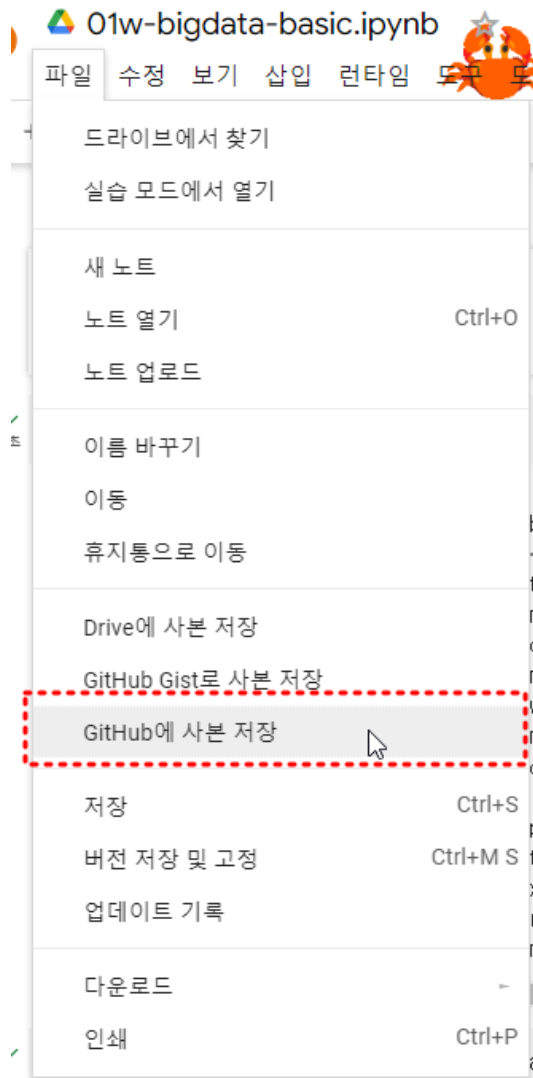 01w-bigdata-basic.ipynb
파일 수정 보기 삽입 런타임 도구
드라이브에서 찾기
실습 모드에서 열기
새 노트
노트 열기 Ctrl+O
노트 업로드
이름 바꾸기
이동
휴지통으로 이동
Drive에 사본 저장
GitHub Gist로 사본 저장
GitHub에 사본 저장
저장 Ctrl+S
버전 저장 및 고정 Ctrl+M S
업데이트 기록
다운로드
인쇄 Ctrl+P